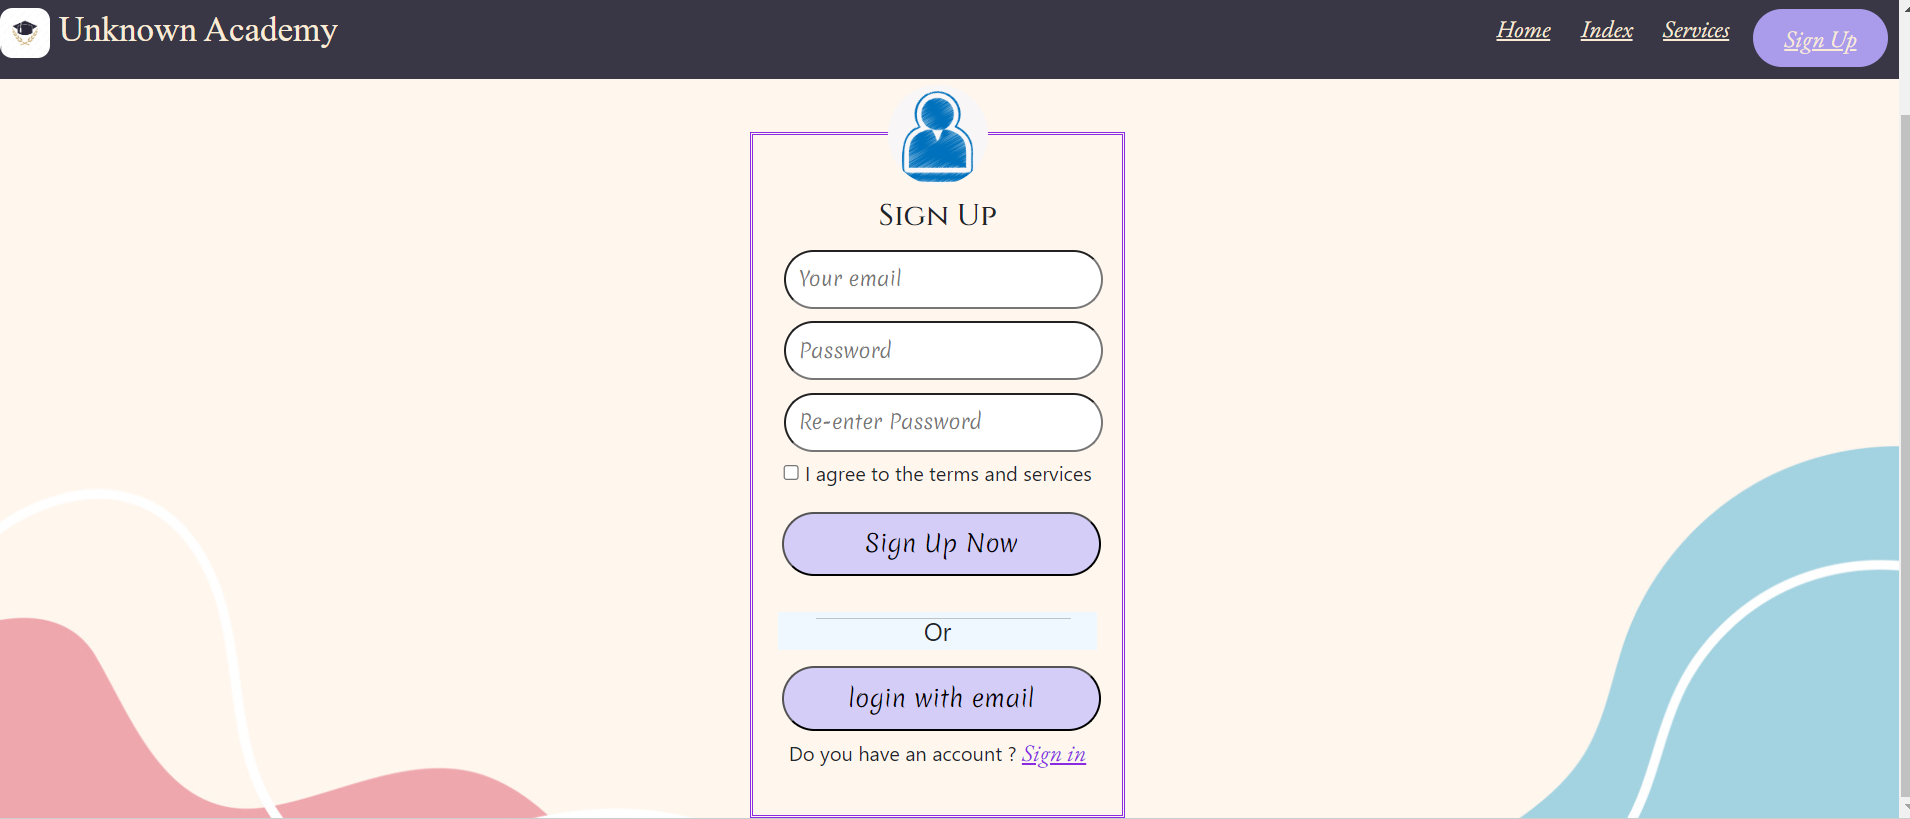 Unknown Academy
Home Index Services Sign Up
Sign Up
Your email
Password
Re-enter Password
I agree to the terms and services
Sign Up Now
Or
login with email
Do you have an account ? Sign in